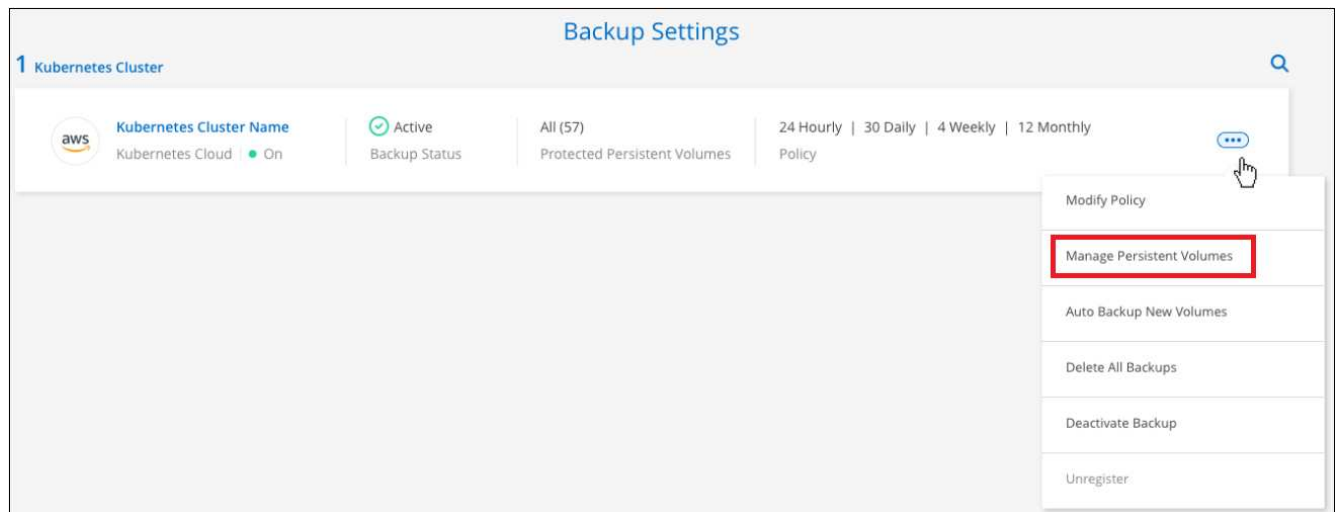 Backup Settings
1 Kubernetes Cluster
aws
Kubernetes Cluster Name
Kubernetes Cloud
On
Active
Backup Status
All (57)
Protected Persistent Volumes
24 Hourly | 30 Daily | 4 Weekly | 12 Monthly
Policy
Modify Policy
Manage Persistent Volumes
Auto Backup New Volumes
Delete All Backups
Deactivate Backup
Unregister